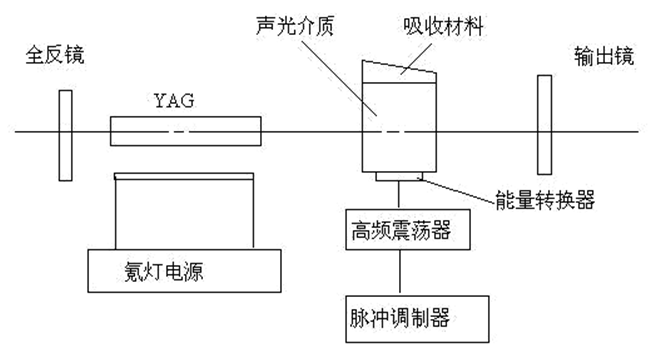 声光介质
吸收材料
全反镜
输出镜
YAG
能量转换器
高频震荡器
氪灯电源
脉冲调制器